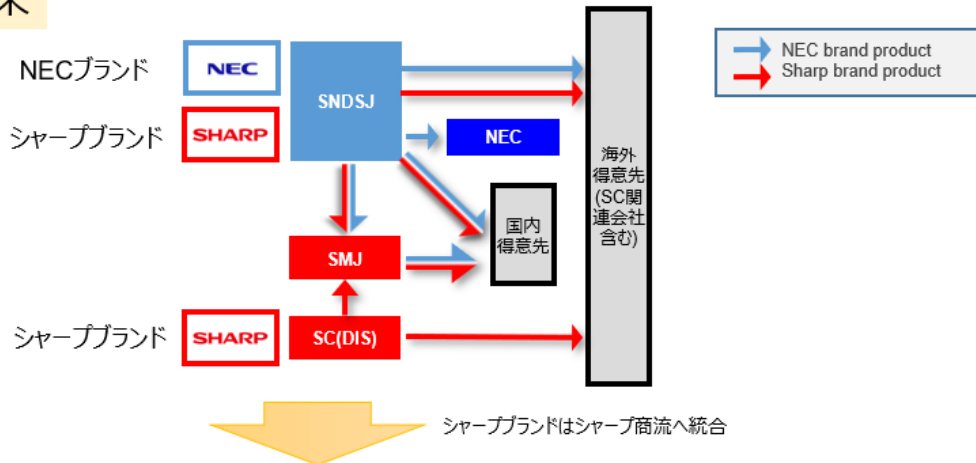 NECブランド
NEC
シャープブランド
SHARP
SNDSJ
NEC brand product
Sharp brand product
NEC
海外
得意先
(SC関
連会社
含む)
国内
得意先
SMJ
シャープブランド
SHARP
SC(DIS)
シャープブランドはシャープ商流へ統合